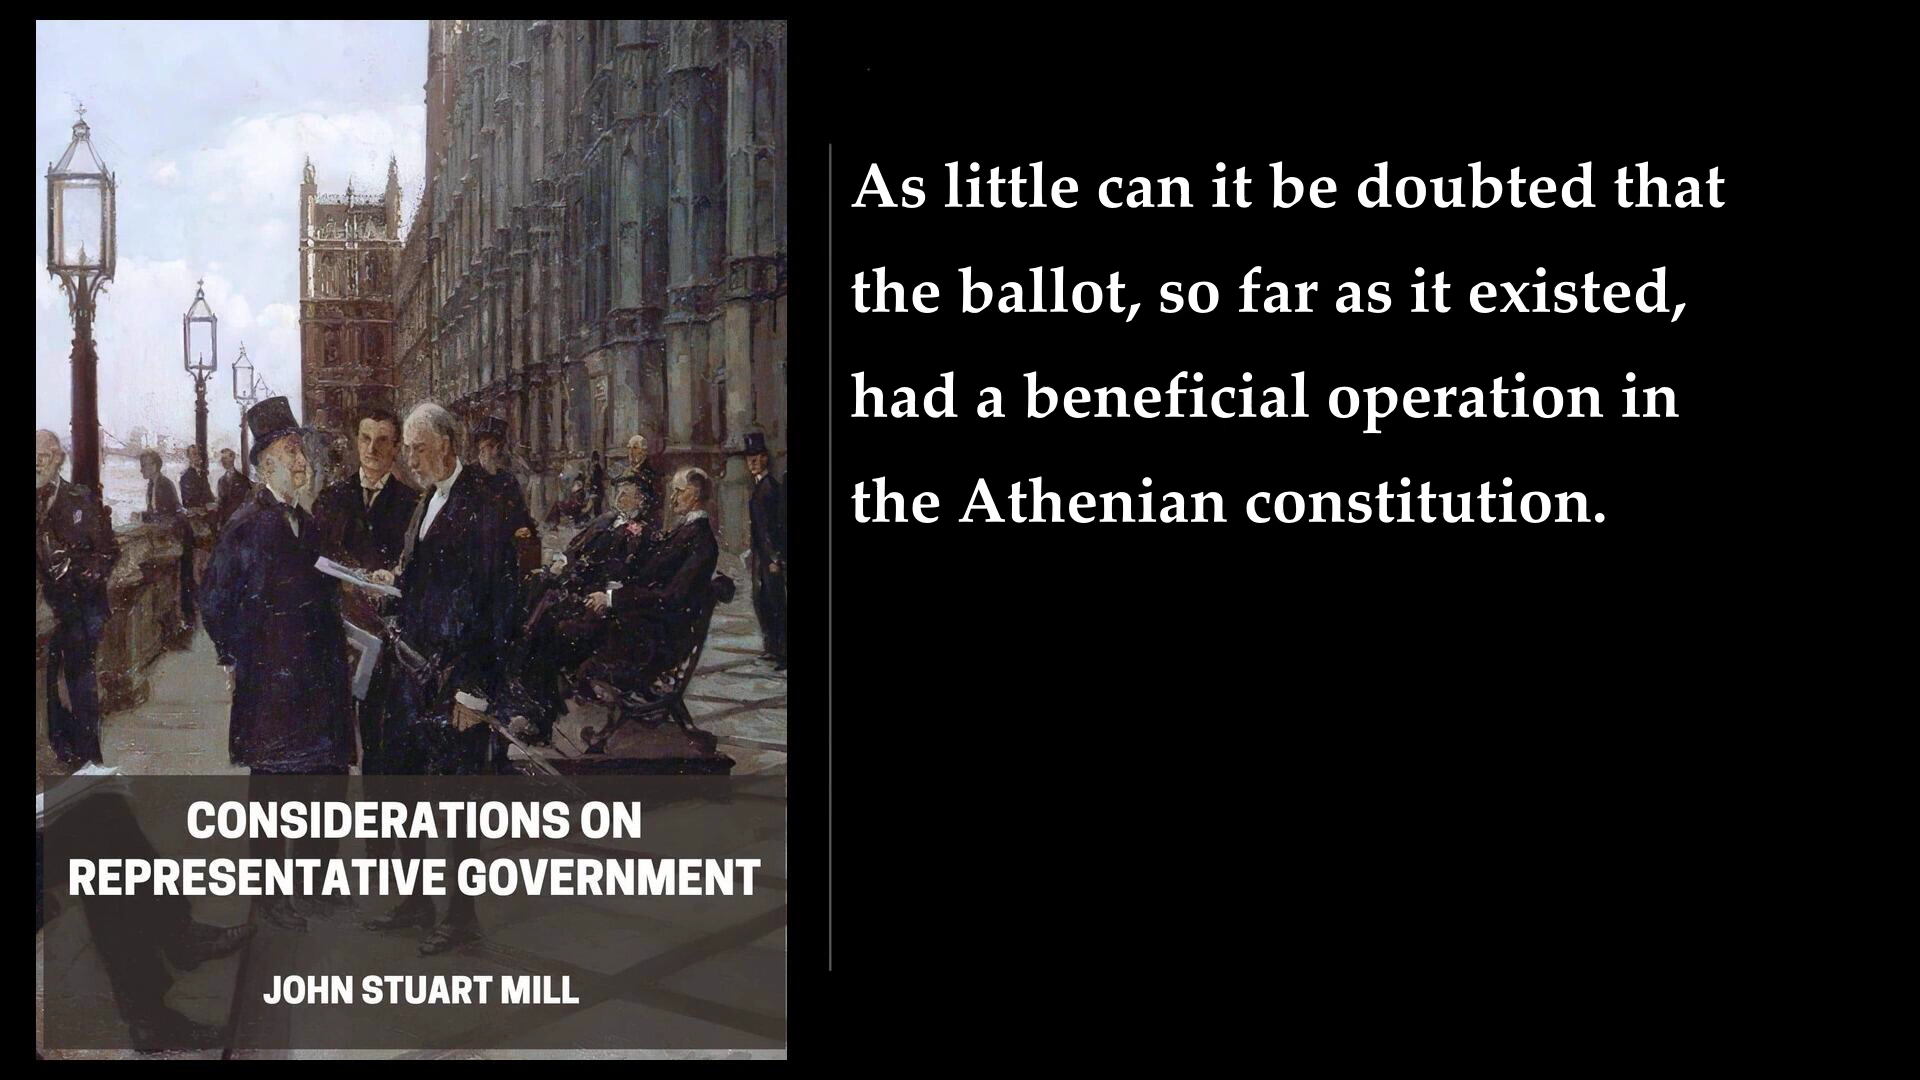 CONSIDERATIONS ON
REPRESENTATIVE GOVERNMENT
JOHN STUART MILL
As little can it be doubted that
the ballot, so far as it existed,
had a beneficial operation in
the Athenian constitution.